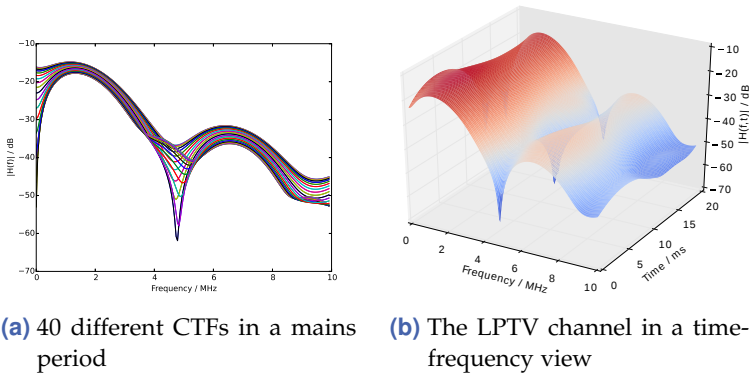 −10
−20
−30
−40
−50
−60
−70
|H(f)| / dB
0 2 4 6 8 10
Frequency / MHz
−10
−20
−30
−40
−50
−60
−70
|H(f,t)| / dB
0 2 4 6 8 10
Frequency / MHz
0 5 10 15 20
Time / ms
(a) 40 different CTFs in a mains
period
(b) The LPTV channel in a time-
frequency view